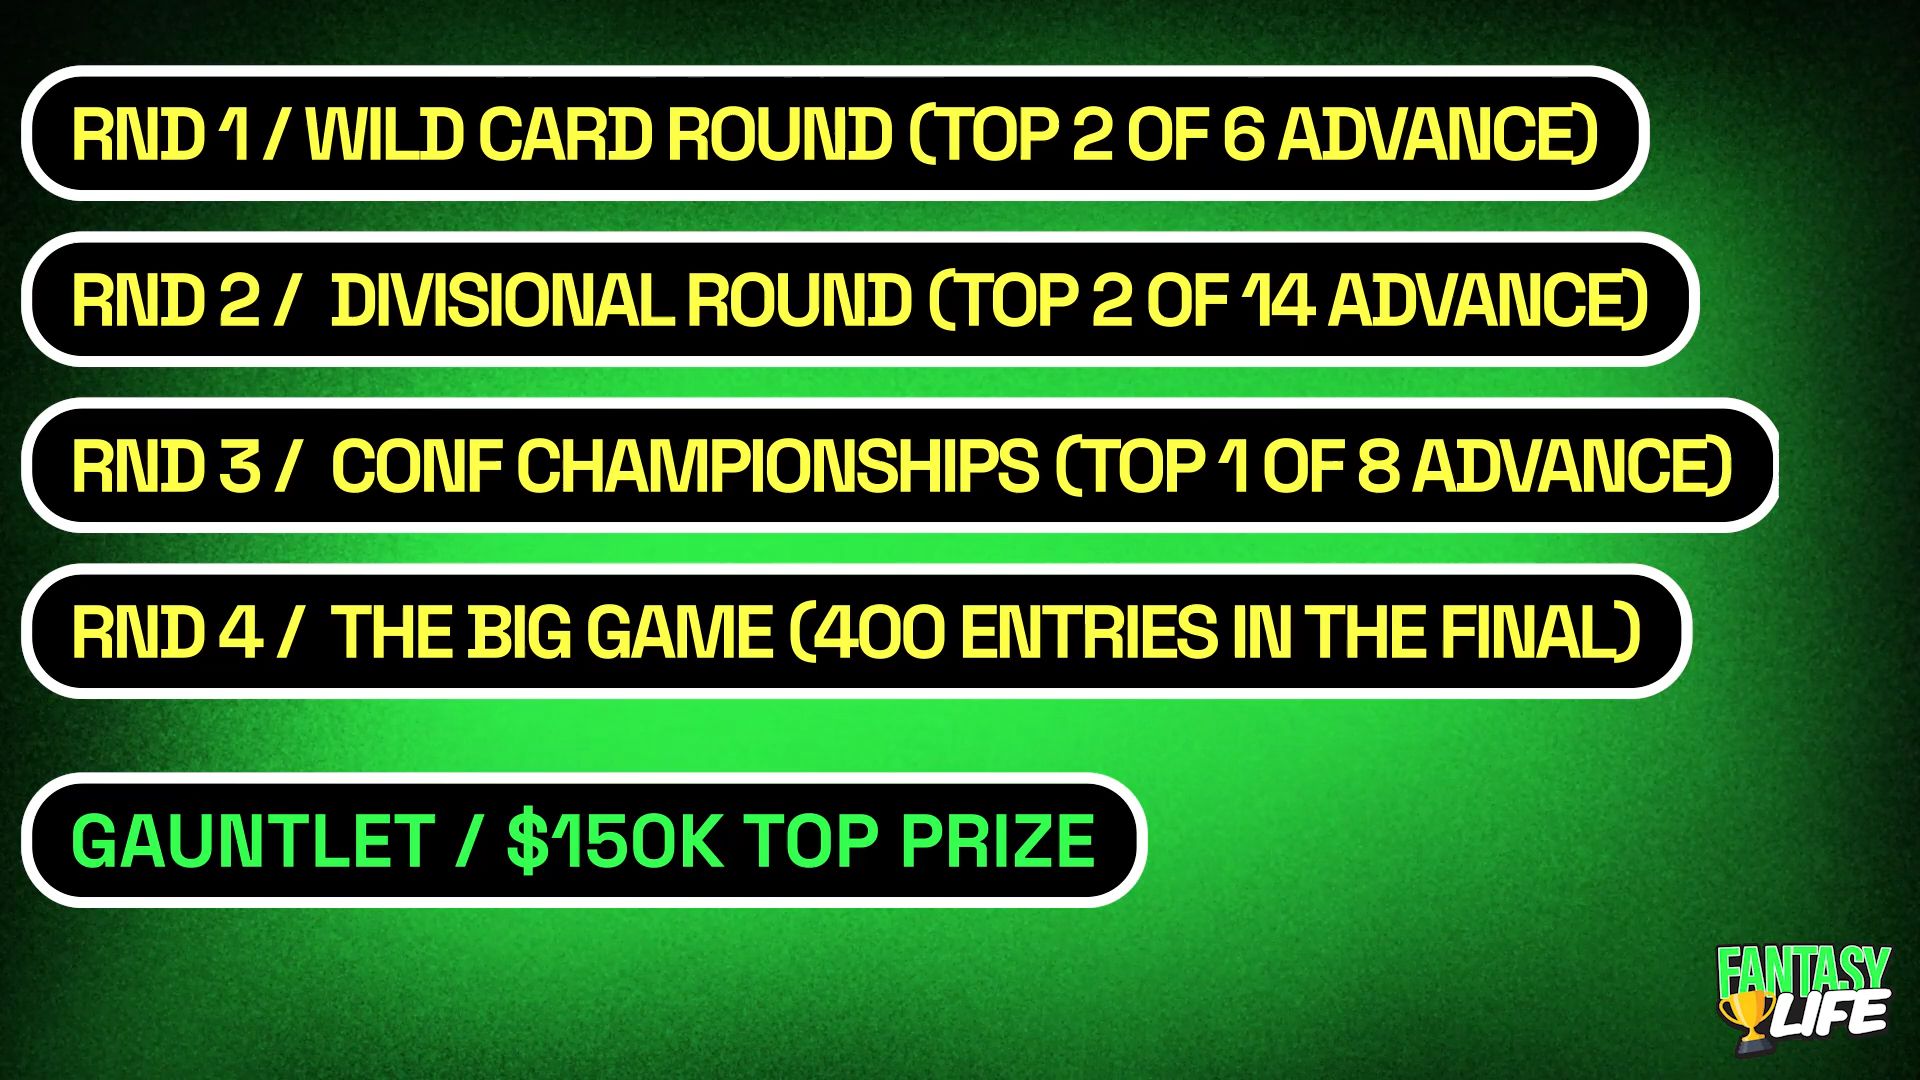 RND 1 / WILD CARD ROUND (TOP 2 OF 6 ADVANCE)
RND 2 / DIVISIONAL ROUND (TOP 2 OF 14 ADVANCE)
RND 3 / CONF CHAMPIONSHIPS (TOP 1 OF 8 ADVANCE)
RND 4 / THE BIG GAME (400 ENTRIES IN THE FINAL)
GAUNTLET / $150K TOP PRIZE
FANTASY
LIFE